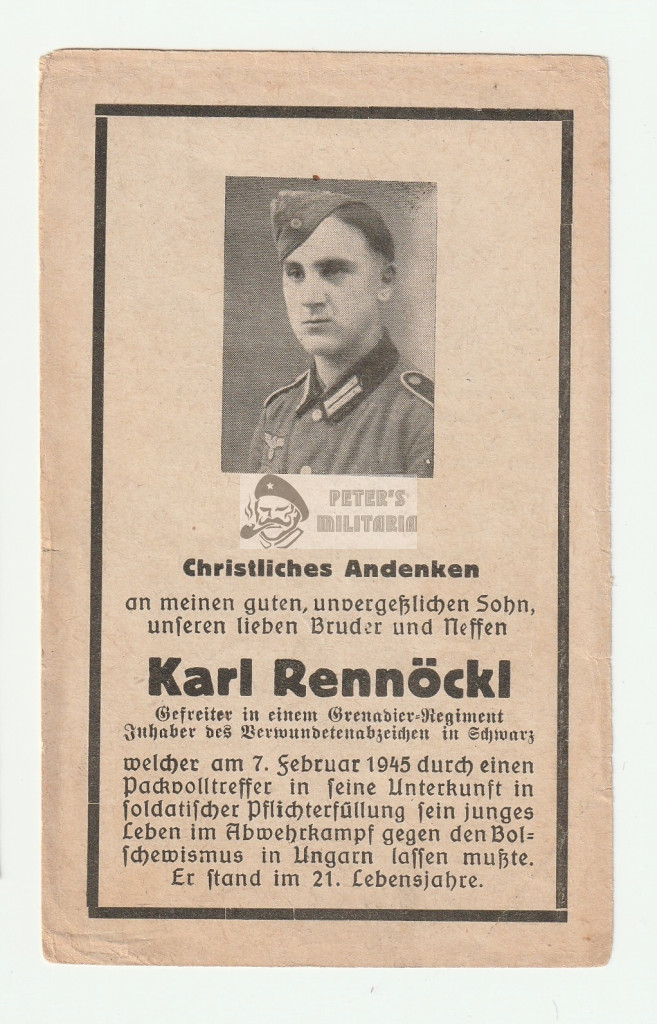 PETER'S
MILITARIA
Christliches Andenken
an meinen guten, unvergeßlichen Sohn,
unseren lieben Bruder und Neffen
Karl Rennöckl
Gefreiter in einem Grenadier-Regiment
Inhaber des Verwundetenabzeichen in Schwarz
welcher am 7. Februar 1945 durch einen
Packvolltreffer in seine Unterkunft in
soldatischer Pflichterfüllung sein junges
Leben im Abwehrkampf gegen den Bol-
schewismus in Ungarn lassen mußte.
Er stand im 21. Lebensjahre.